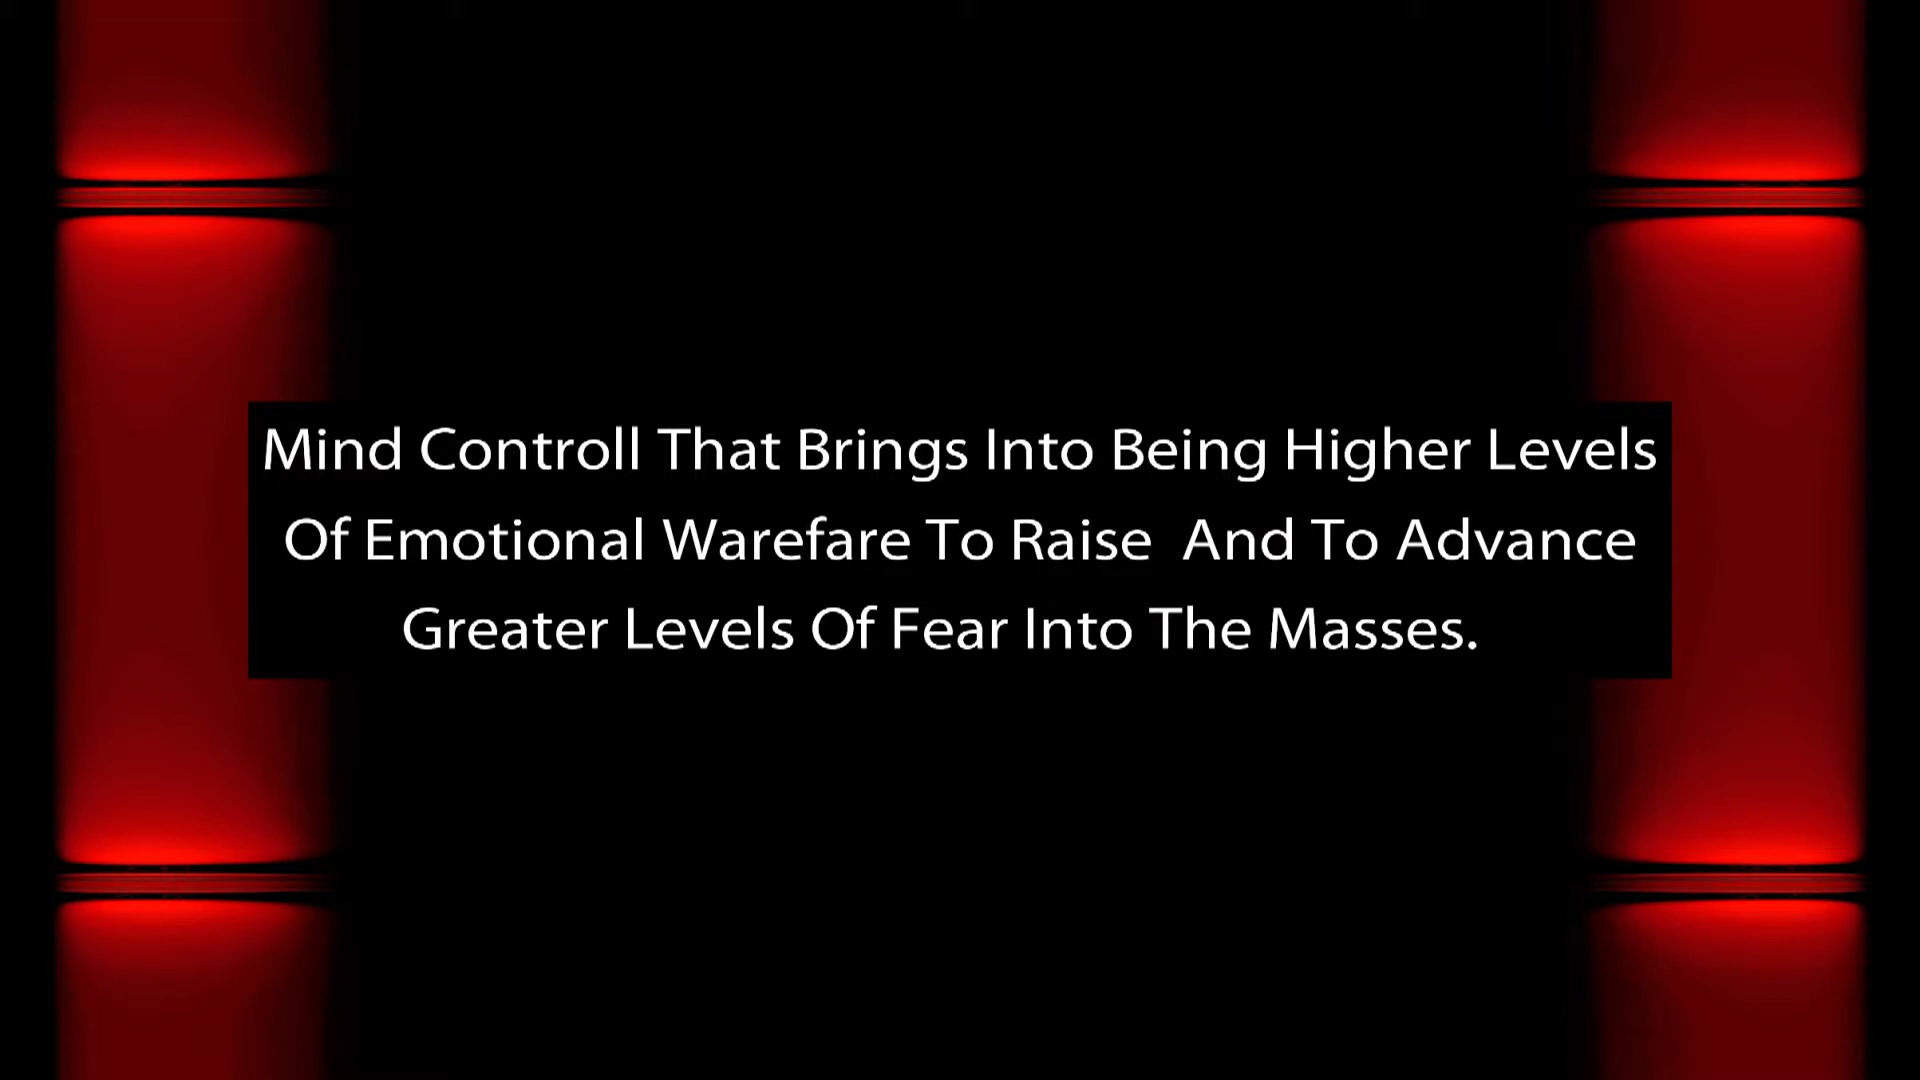 Mind Controll That Brings Into Being Higher Levels
Of Emotional Warefare To Raise  And To Advance
Greater Levels Of Fear Into The Masses.